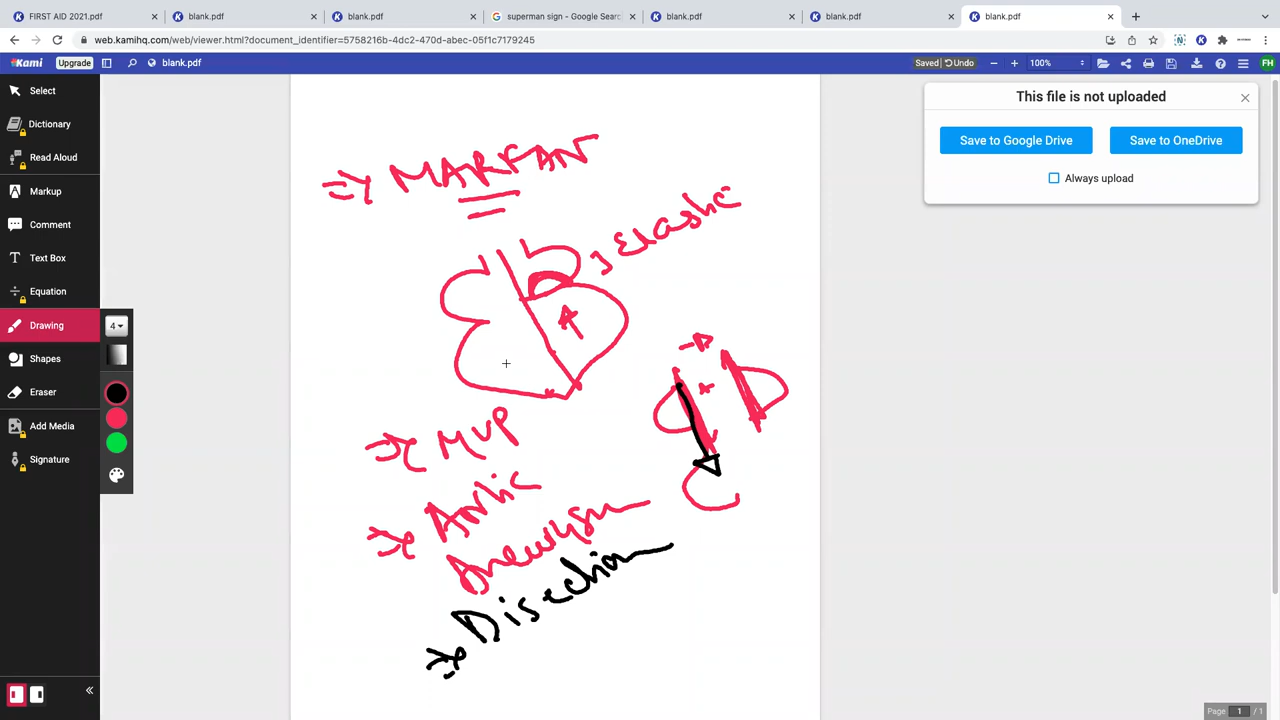 FIRST AID 2021.pdf
blank.pdf
blank.pdf
superman sign - Google Search
blank.pdf
blank.pdf
blank.pdf
web.kamihq.com/web/viewer.html?document_identifier=5758216b-4dc2-470d-abec-05f1c7179245
Kami
Upgrade
blank.pdf
Saved
Undo
100%
FH
Select
Dictionary
Read Aloud
Markup
Comment
Text Box
Equation
Drawing
Shapes
Eraser
Add Media
Signature
4
This file is not uploaded
Save to Google Drive
Save to OneDrive
Always upload
MARFAN
Elastic
MVP
Aortic
Aneurysm
Disection
Page 1 / 1